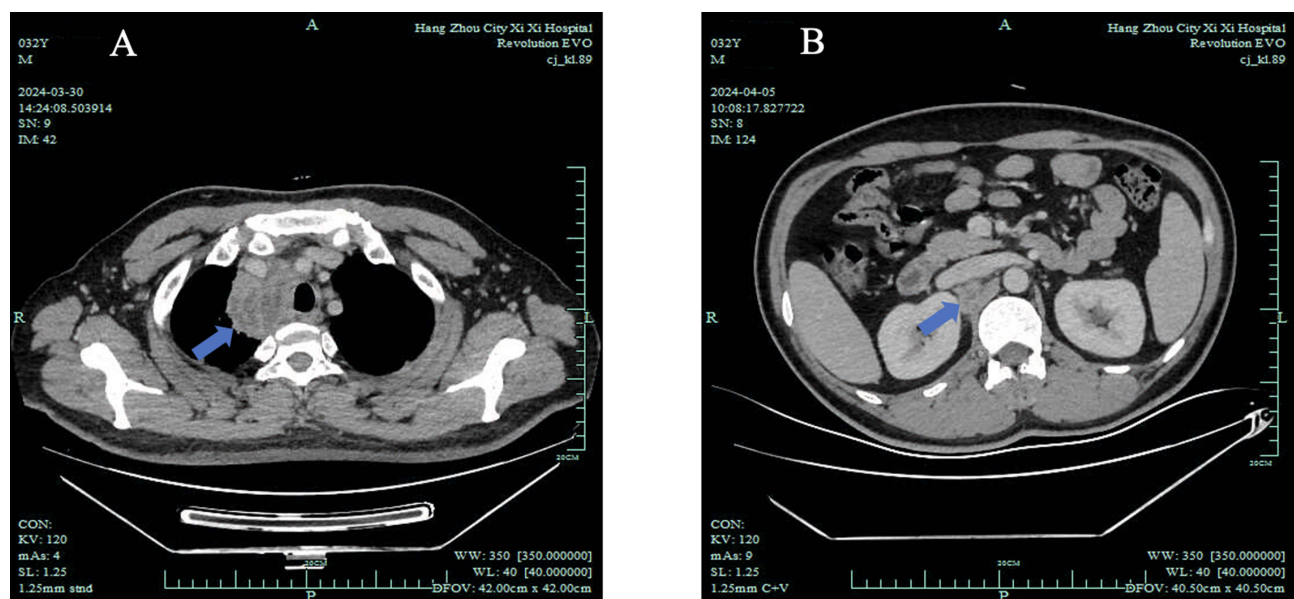 A
A
Hang Zhou City Xi Xi Hospital
Revolution EVO
cj_kl.89
032Y
M
2024-03-30
14:24:08.503914
SN: 9
IM: 42
R
L
20CM
CON:
KV: 120
mAs: 4
SL: 1.25
1.25mm stnd
20CM
P
WW: 350 [350.000000]
WL: 40 [40.000000]
DFOV: 42.00cm x 42.00cm
B
A
Hang Zhou City Xi Xi Hospital
Revolution EVO
cj_kl.89
032Y
M
2024-04-05
10:08:17.827722
SN: 8
IM: 124
R
L
20CM
CON:
KV: 120
mAs: 9
SL: 1.25
1.25mm C+V
20CM
P
WW: 350 [350.000000]
WL: 40 [40.000000]
DFOV: 40.50cm x 40.50cm